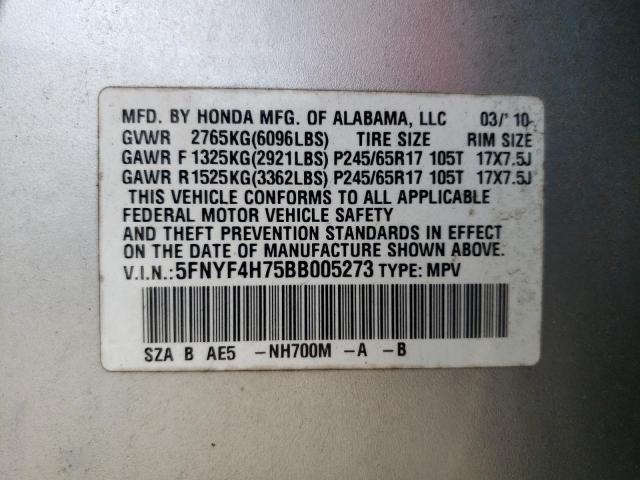 MFD. BY HONDA MFG. OF ALABAMA, LLC 03/'10
GVWR 2765KG(6096LBS) TIRE SIZE RIM SIZE
GAWR F 1325KG(2921LBS) P245/65R17 105T 17X7.5J
GAWR R 1525KG(3362LBS) P245/65R17 105T 17X7.5J
THIS VEHICLE CONFORMS TO ALL APPLICABLE
FEDERAL MOTOR VEHICLE SAFETY
AND THEFT PREVENTION STANDARDS IN EFFECT
ON THE DATE OF MANUFACTURE SHOWN ABOVE.
V.I.N.:5FNYF4H75BB005273 TYPE: MPV
SZA B AE5 -NH700M -A -B